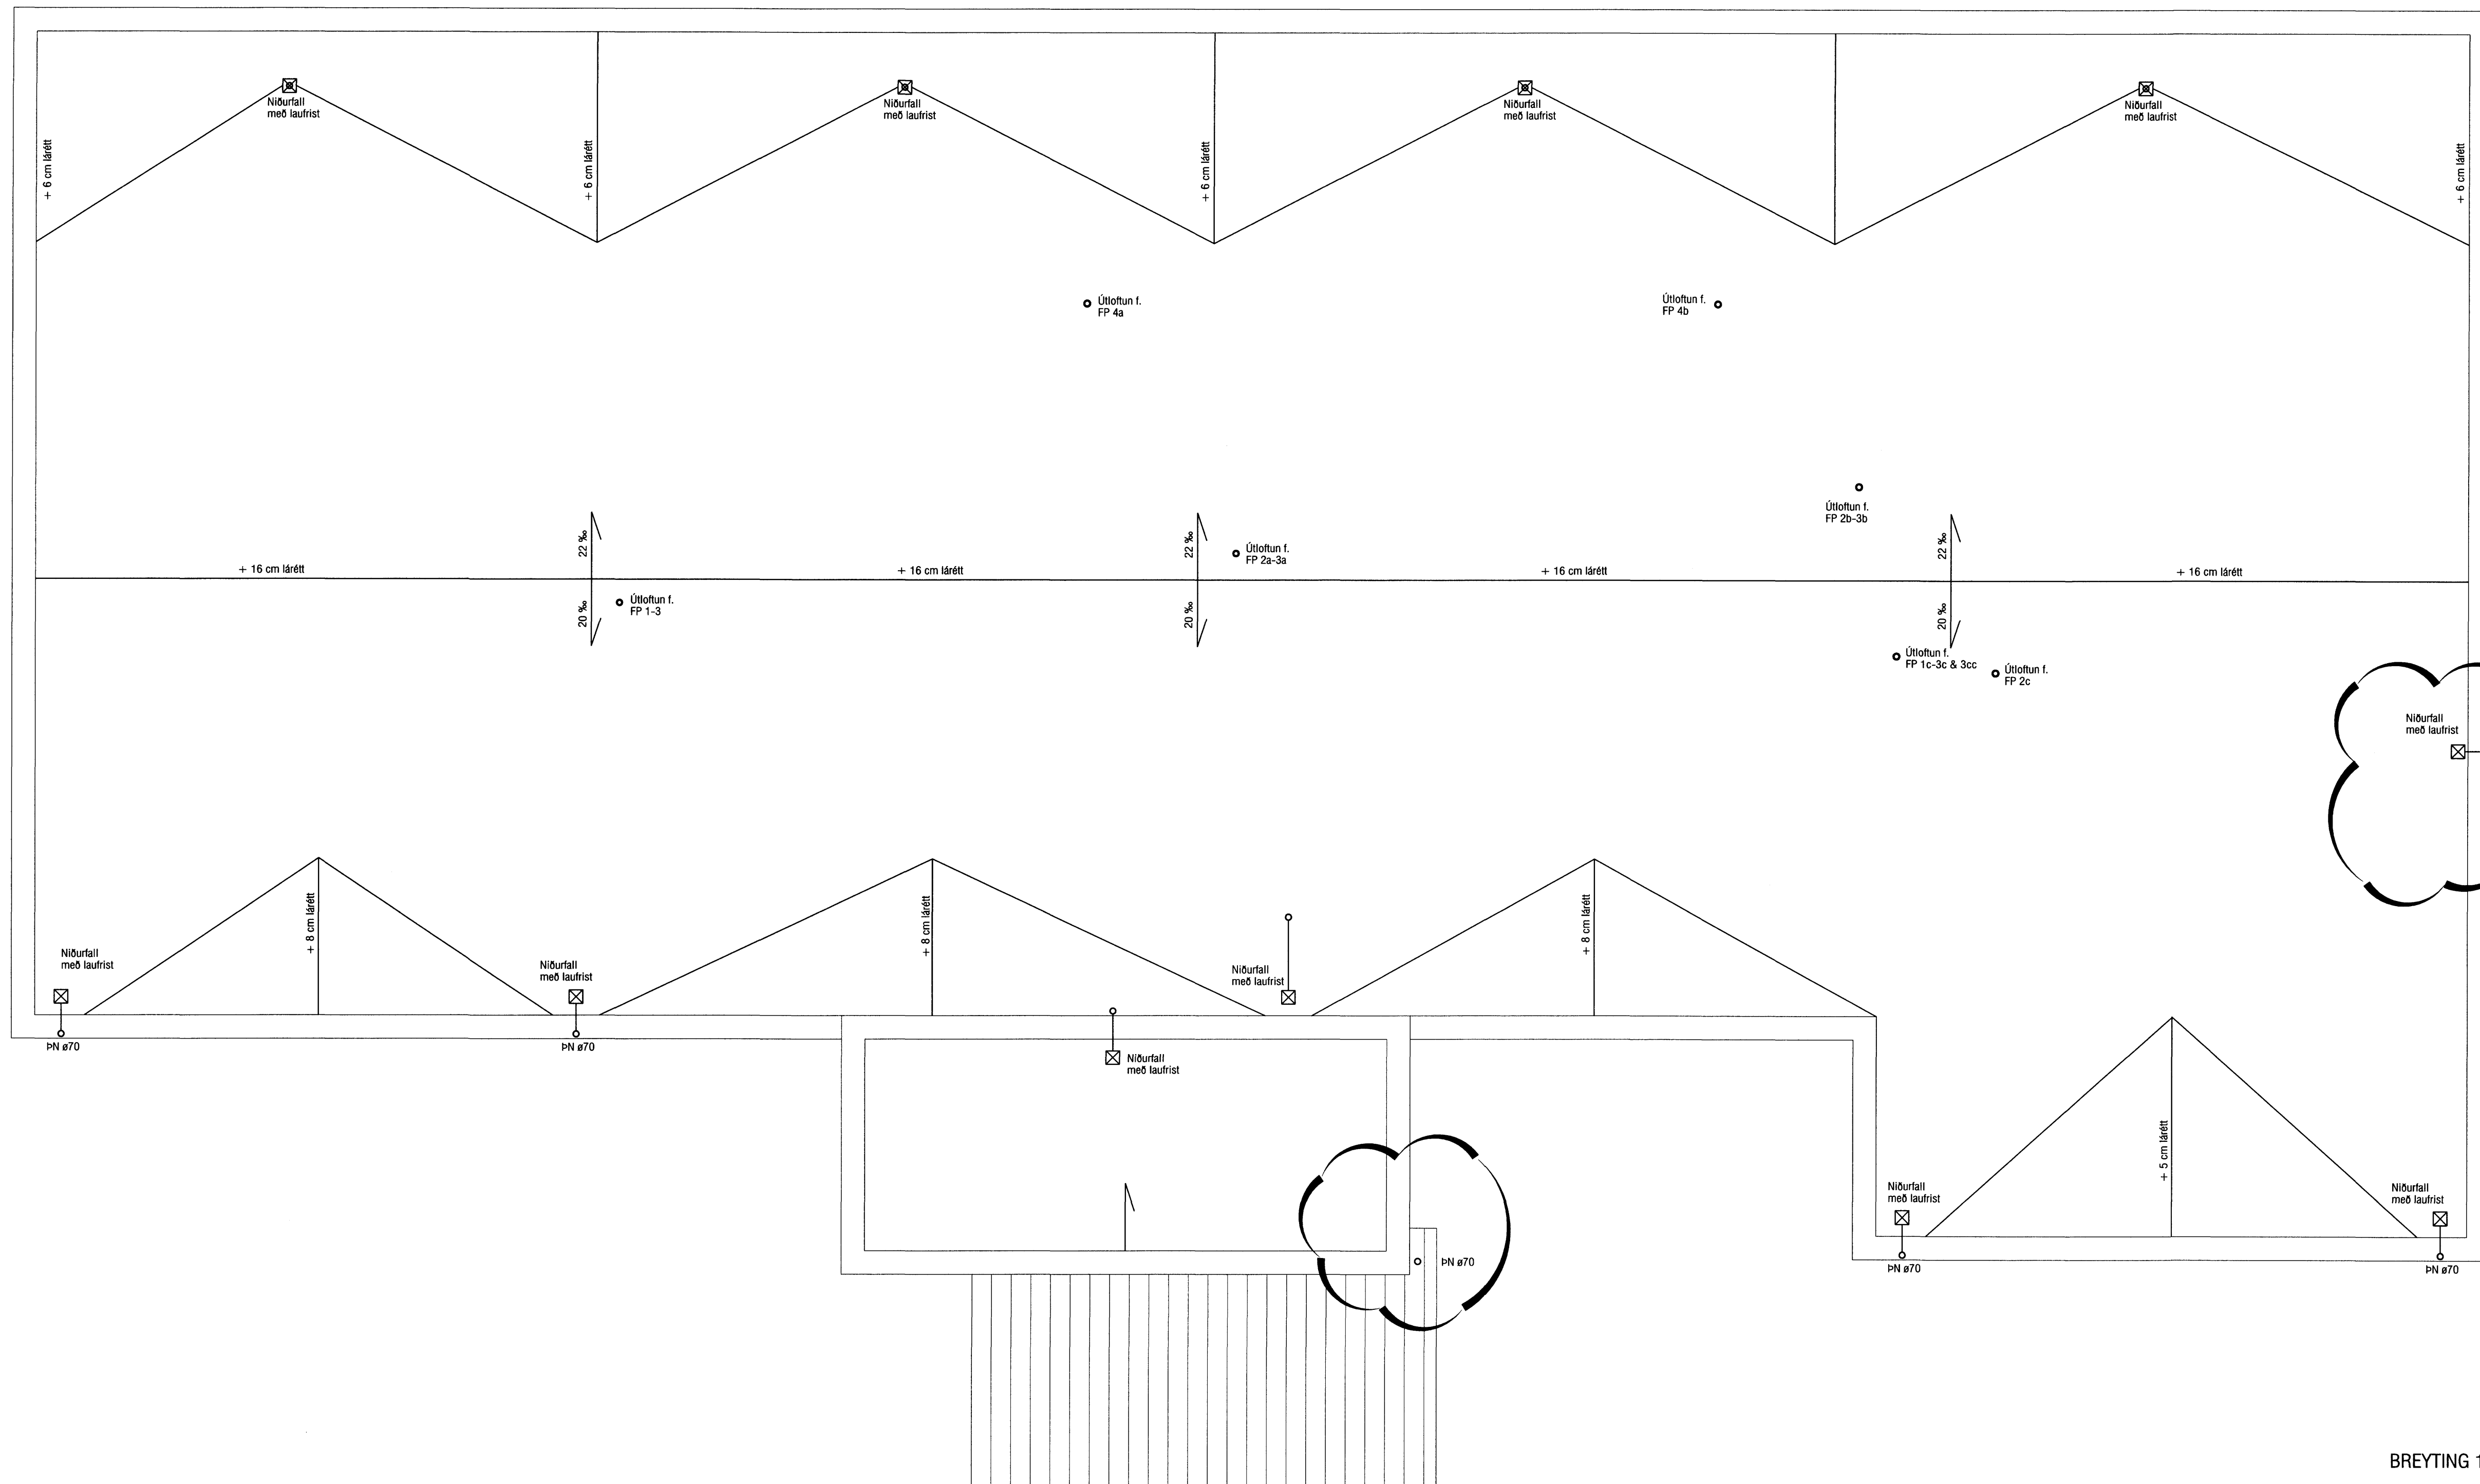 Niðurfall
með laufrist
Niðurfall
með laufrist
Niðurfall
með laufrist
Niðurfall
með laufrist
+ 6 cm lárétt
+ 6 cm lárétt
+ 6 cm lárétt
+ 6 cm lárétt
Útloftun f.
FP 4a
Útloftun f.
FP 4b
Útloftun f.
FP 2b-3b
22 ‰
22 ‰
22 ‰
Útloftun f.
FP 2a-3a
+ 16 cm lárétt
+ 16 cm lárétt
+ 16 cm lárétt
+ 16 cm lárétt
20 ‰
Útloftun f.
FP 1-3
20 ‰
20 ‰
Útloftun f.
FP 1c-3c & 3cc
Útloftun f.
FP 2c
Niðurfall
með laufrist
+ 8 cm lárétt
+ 8 cm lárétt
+ 8 cm lárétt
Niðurfall
með laufrist
Niðurfall
með laufrist
Niðurfall
með laufrist
ÞN ø70
ÞN ø70
Niðurfall
með laufrist
+ 5 cm lárétt
Niðurfall
með laufrist
Niðurfall
með laufrist
ÞN ø70
ÞN ø70
ÞN ø70
BREYTING 1